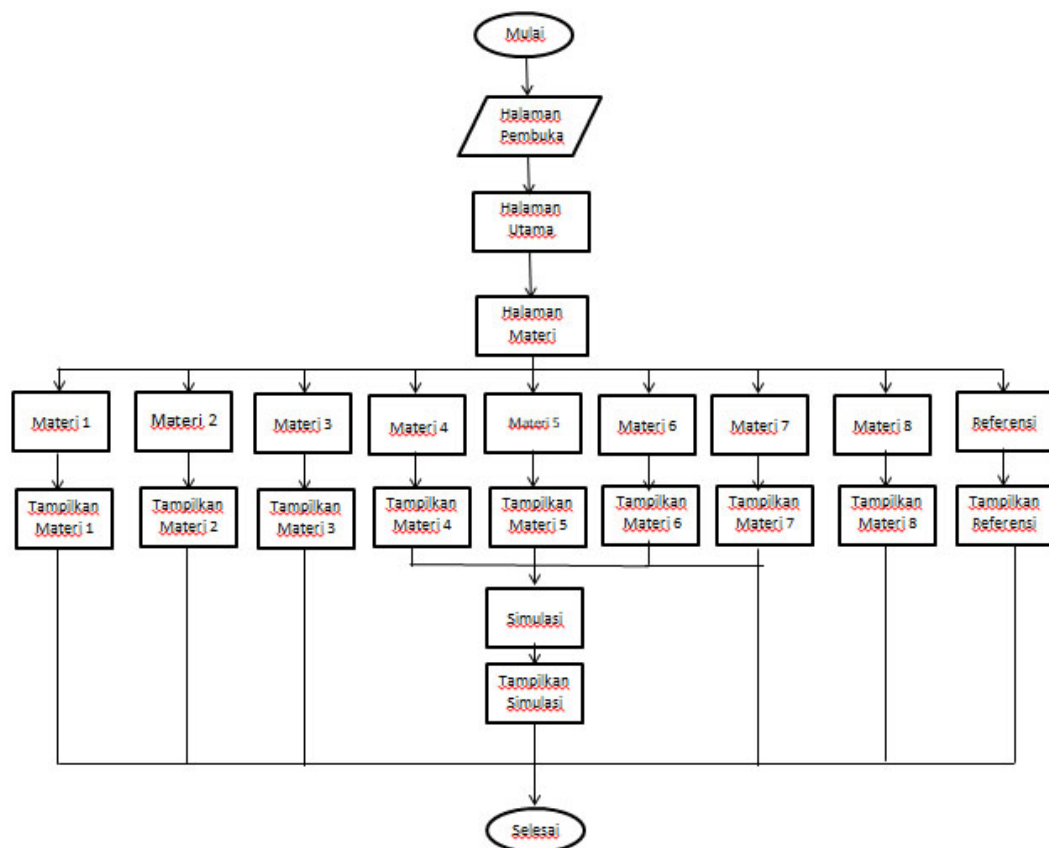 Mulai
Halaman
Pembuka
Halaman
Utama
Halaman
Materi
Materi 1
Materi 2
Materi 3
Materi 4
Materi 5
Materi 6
Materi 7
Materi 8
Referensi
Tampilkan
Materi 1
Tampilkan
Materi 2
Tampilkan
Materi 3
Tampilkan
Materi 4
Tampilkan
Materi 5
Tampilkan
Materi 6
Tampilkan
Materi 7
Tampilkan
Materi 8
Tampilkan
Referensi
Simulasi
Tampilkan
Simulasi
Selesai